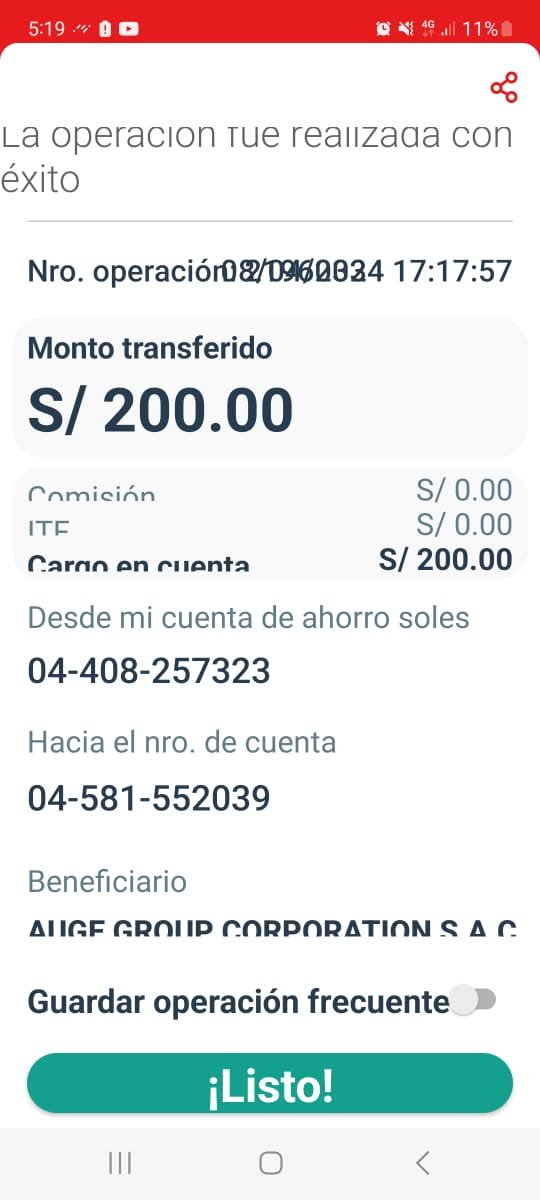 5:19 4G 11%
La operación fue realizada con
éxito
Nro. operación: 08/04/2024 17:17:57
Monto transferido
S/ 200.00
Comisión S/ 0.00
ITF S/ 0.00
Cargo en cuenta S/ 200.00
Desde mi cuenta de ahorro soles
04-408-257323
Hacia el nro. de cuenta
04-581-552039
Beneficiario
AUGE GROUP CORPORATION S A C
Guardar operación frecuente
¡Listo!